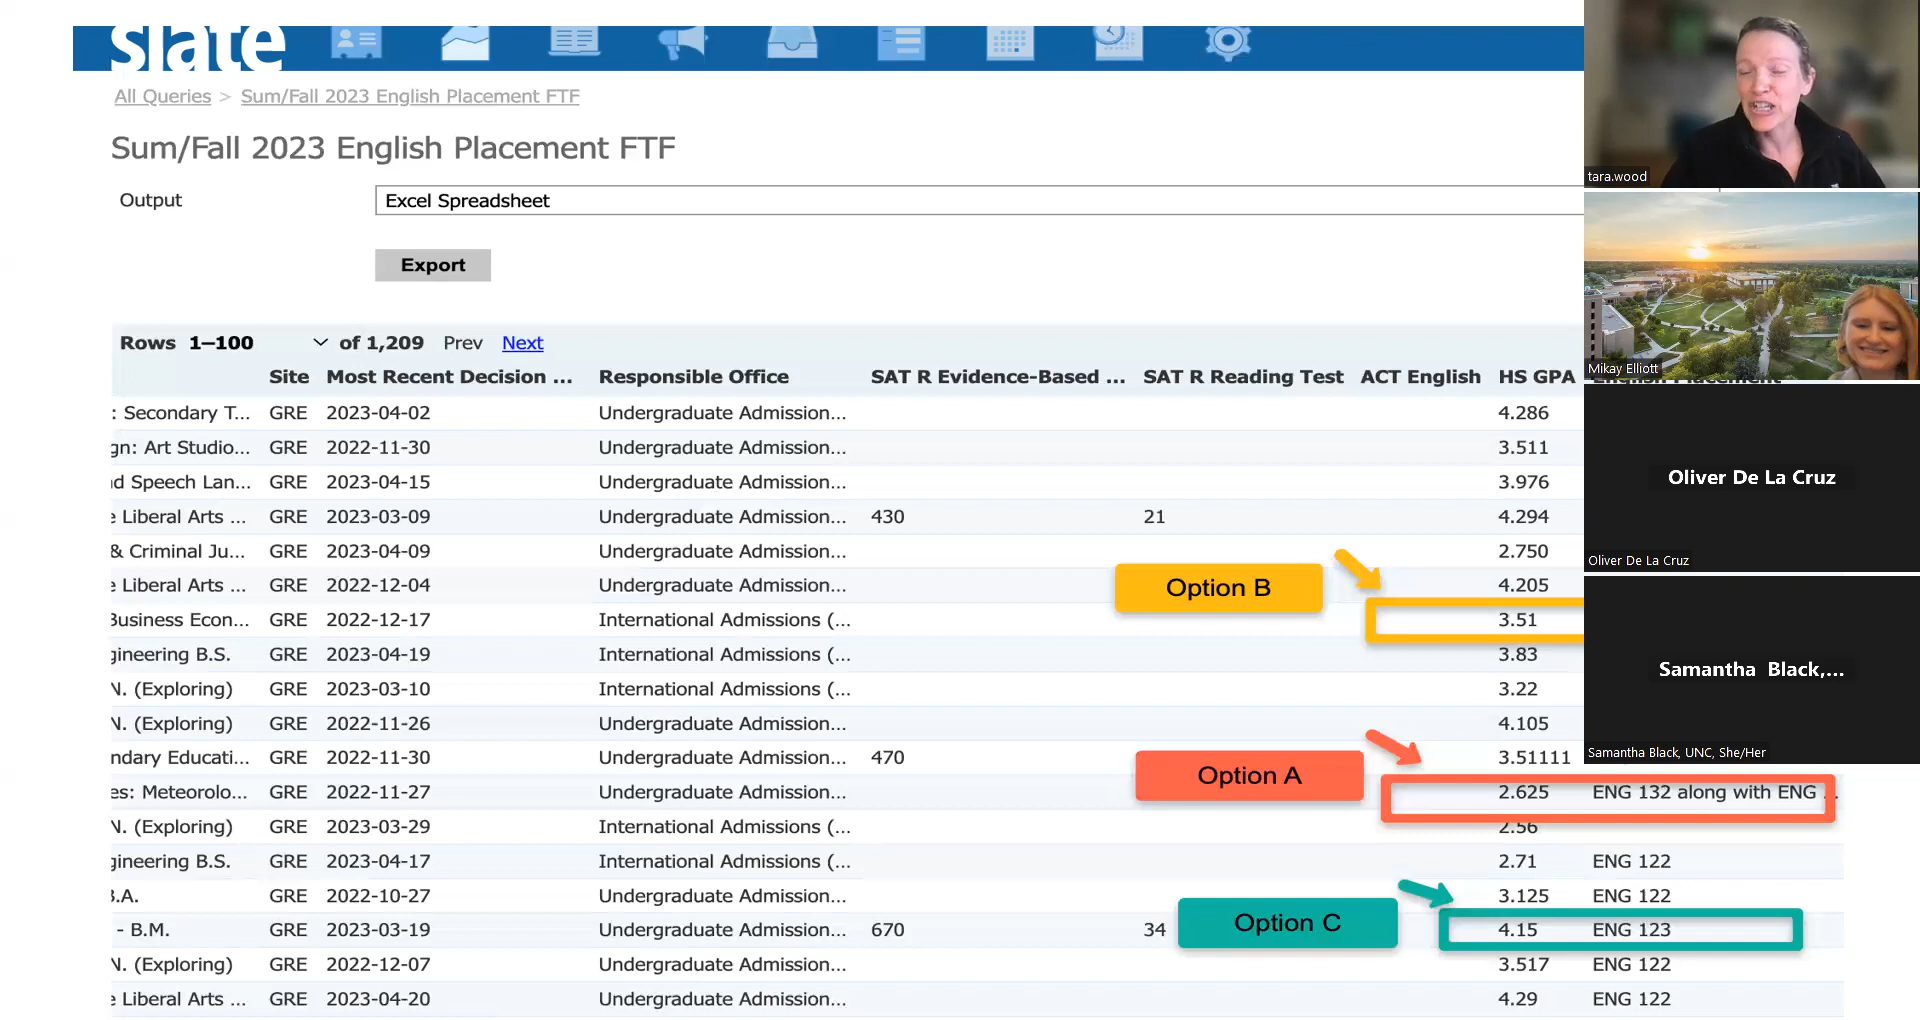 slate
All Queries > Sum/Fall 2023 English Placement FTF
Sum/Fall 2023 English Placement FTF
Output Excel Spreadsheet
Export
Rows 1–100 of 1,209 Prev Next
Site Most Recent Decision ... Responsible Office SAT R Evidence-Based ... SAT R Reading Test ACT English HS GPA English Placement
: Secondary T... GRE 2023-04-02 Undergraduate Admission... 4.286
gn: Art Studio... GRE 2022-11-30 Undergraduate Admission... 3.511
d Speech Lan... GRE 2023-04-15 Undergraduate Admission... 3.976
e Liberal Arts ... GRE 2023-03-09 Undergraduate Admission... 430 21 4.294
& Criminal Ju... GRE 2023-04-09 Undergraduate Admission... 2.750
e Liberal Arts ... GRE 2022-12-04 Undergraduate Admission... 4.205
Option B
Business Econ... GRE 2022-12-17 International Admissions (... 3.51
gineering B.S. GRE 2023-04-19 International Admissions (... 3.83
N. (Exploring) GRE 2023-03-10 International Admissions (... 3.22
N. (Exploring) GRE 2022-11-26 Undergraduate Admission... 4.105
ndary Educati... GRE 2022-11-30 Undergraduate Admission... 470 3.51111
Option A
es: Meteorolo... GRE 2022-11-27 Undergraduate Admission... 2.625 ENG 132 along with ENG ...
N. (Exploring) GRE 2023-03-29 International Admissions (... 2.56
gineering B.S. GRE 2023-04-17 International Admissions (... 2.71 ENG 122
B.A. GRE 2022-10-27 Undergraduate Admission... 3.125 ENG 122
- B.M. GRE 2023-03-19 Undergraduate Admission... 670 34 4.15 ENG 123
Option C
N. (Exploring) GRE 2022-12-07 Undergraduate Admission... 3.517 ENG 122
e Liberal Arts ... GRE 2023-04-20 Undergraduate Admission... 4.29 ENG 122
tara.wood
Mikay Elliott
Oliver De La Cruz
Oliver De La Cruz
Samantha Black,...
Samantha Black, UNC, She/Her